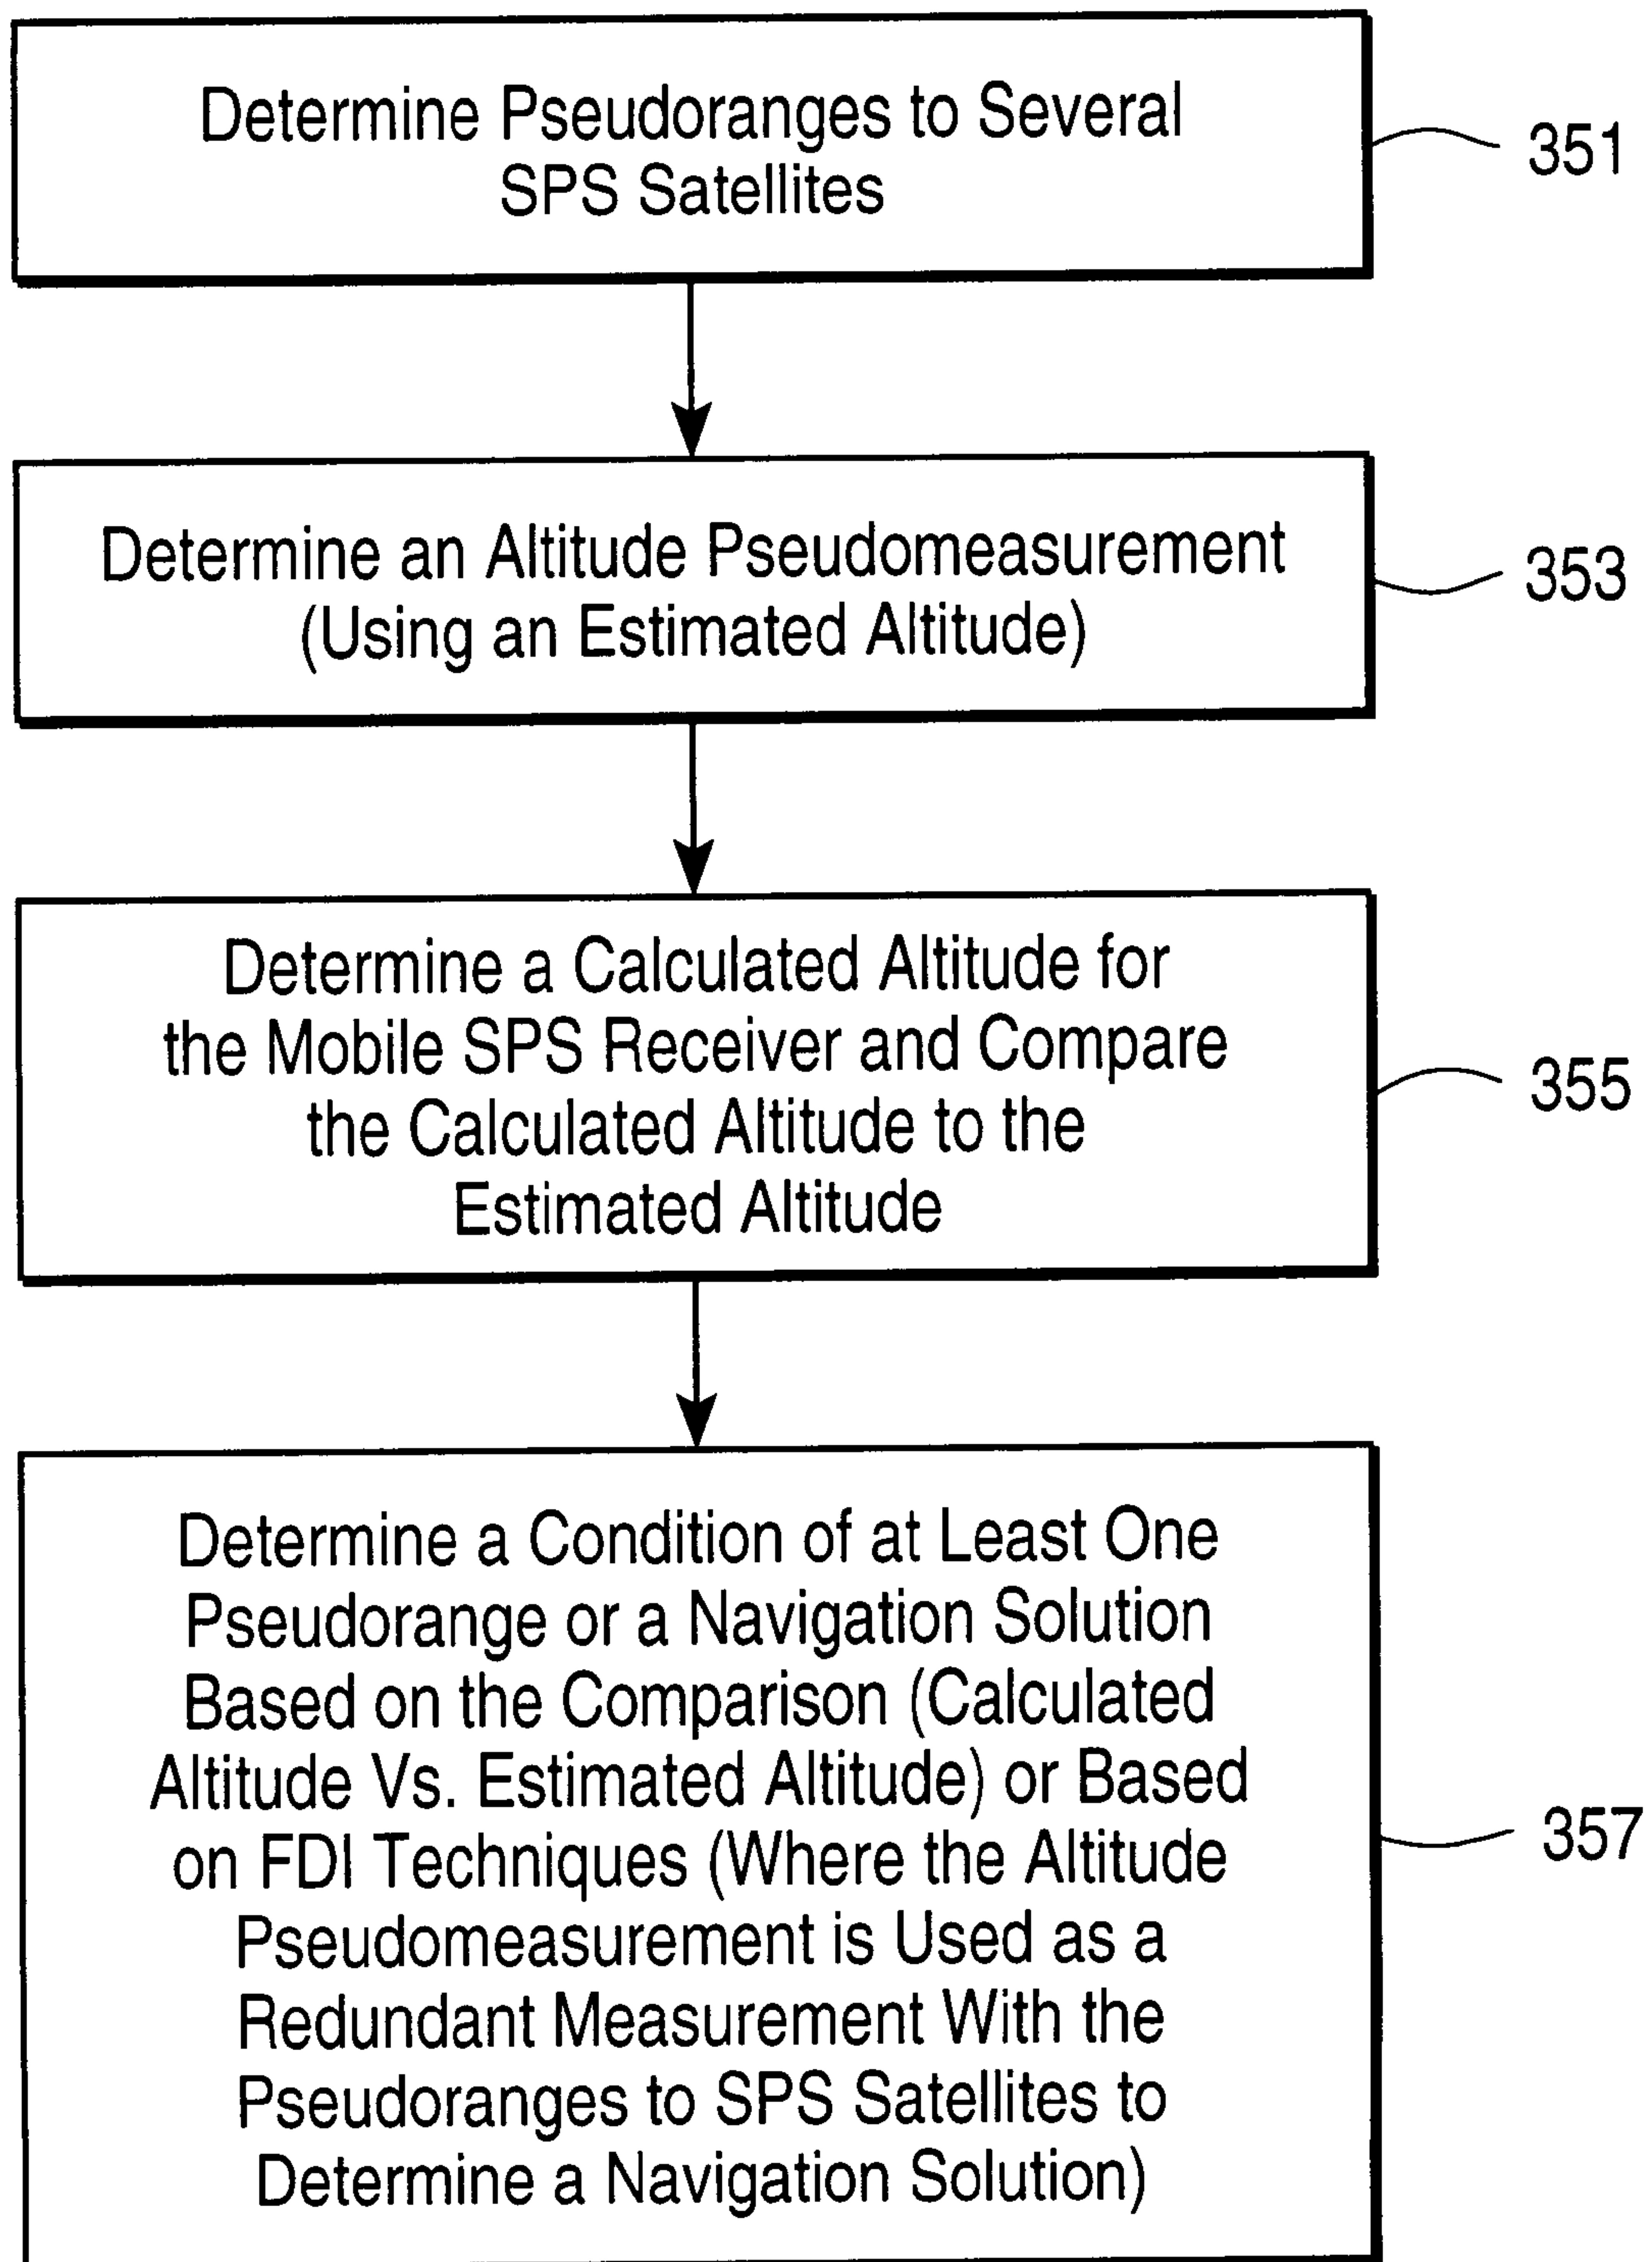 Determine Pseudoranges to Several
SPS Satellites
351
Determine an Altitude Pseudomeasurement
(Using an Estimated Altitude)
353
Determine a Calculated Altitude for
the Mobile SPS Receiver and Compare
the Calculated Altitude to the
Estimated Altitude
355
Determine a Condition of at Least One
Pseudorange or a Navigation Solution
Based on the Comparison (Calculated
Altitude Vs. Estimated Altitude) or Based
on FDI Techniques (Where the Altitude
Pseudomeasurement is Used as a
Redundant Measurement With the
Pseudoranges to SPS Satellites to
Determine a Navigation Solution)
357